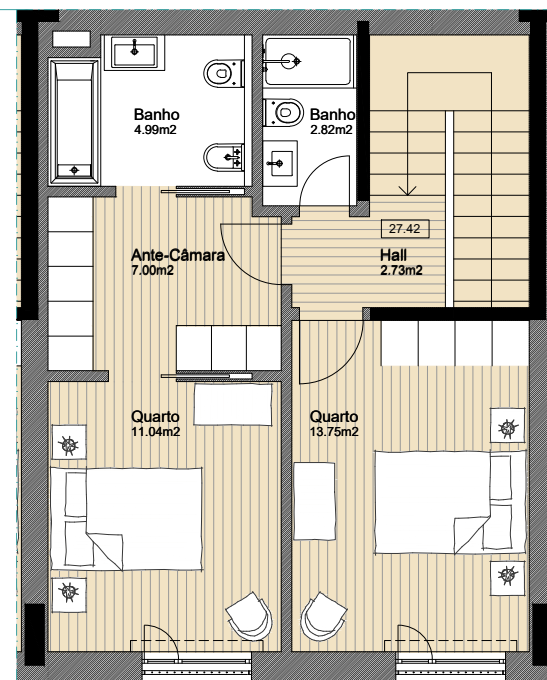 Banho
4.99m2
Banho
2.82m2
27.42
Ante-Câmara
7.00m2
Hall
2.73m2
Quarto
11.04m2
Quarto
13.75m2